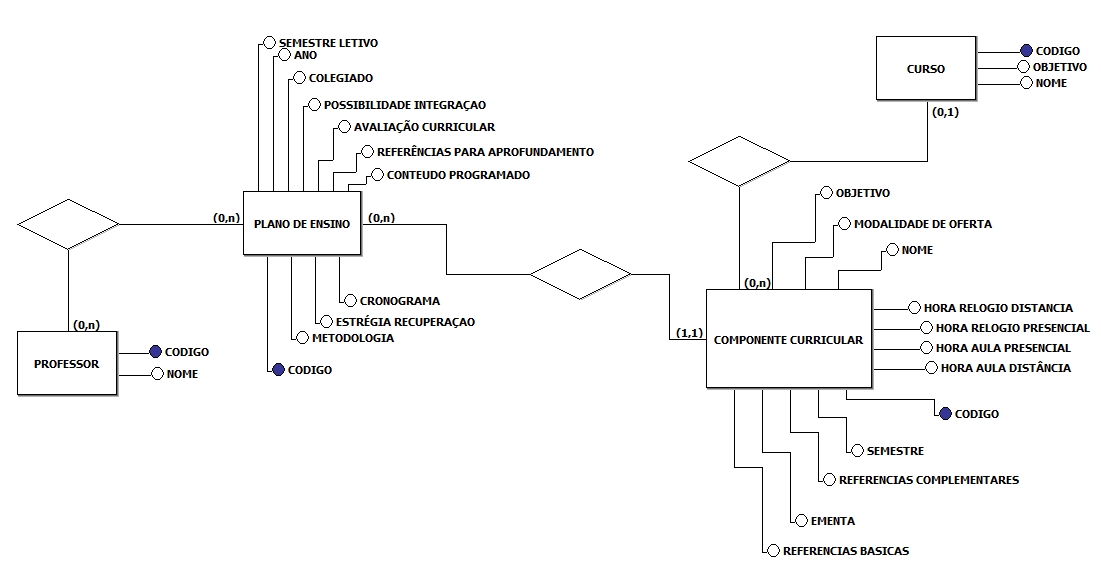 SEMESTRE LETIVO
ANO
COLEGIADO
POSSIBILIDADE INTEGRAÇAO
AVALIAÇÃO CURRICULAR
REFERÊNCIAS PARA APROFUNDAMENTO
CONTEUDO PROGRAMADO
CURSO
CODIGO
OBJETIVO
NOME
(0,1)
(0,n)
PLANO DE ENSINO
(0,n)
OBJETIVO
MODALIDADE DE OFERTA
NOME
(0,n)
CRONOGRAMA
ESTRÉGIA RECUPERAÇAO
METODOLOGIA
CODIGO
(0,n)
PROFESSOR
CODIGO
NOME
(1,1)
COMPONENTE CURRICULAR
HORA RELOGIO DISTANCIA
HORA RELOGIO PRESENCIAL
HORA AULA PRESENCIAL
HORA AULA DISTÂNCIA
CODIGO
SEMESTRE
REFERENCIAS COMPLEMENTARES
EMENTA
REFERENCIAS BASICAS